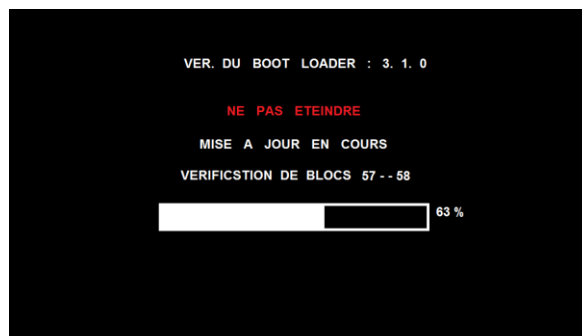 VER. DU BOOT LOADER : 3. 1. 0
NE PAS ETEINDRE
MISE A JOUR EN COURS
VERIFICSTION DE BLOCS 57 - - 58
63 %